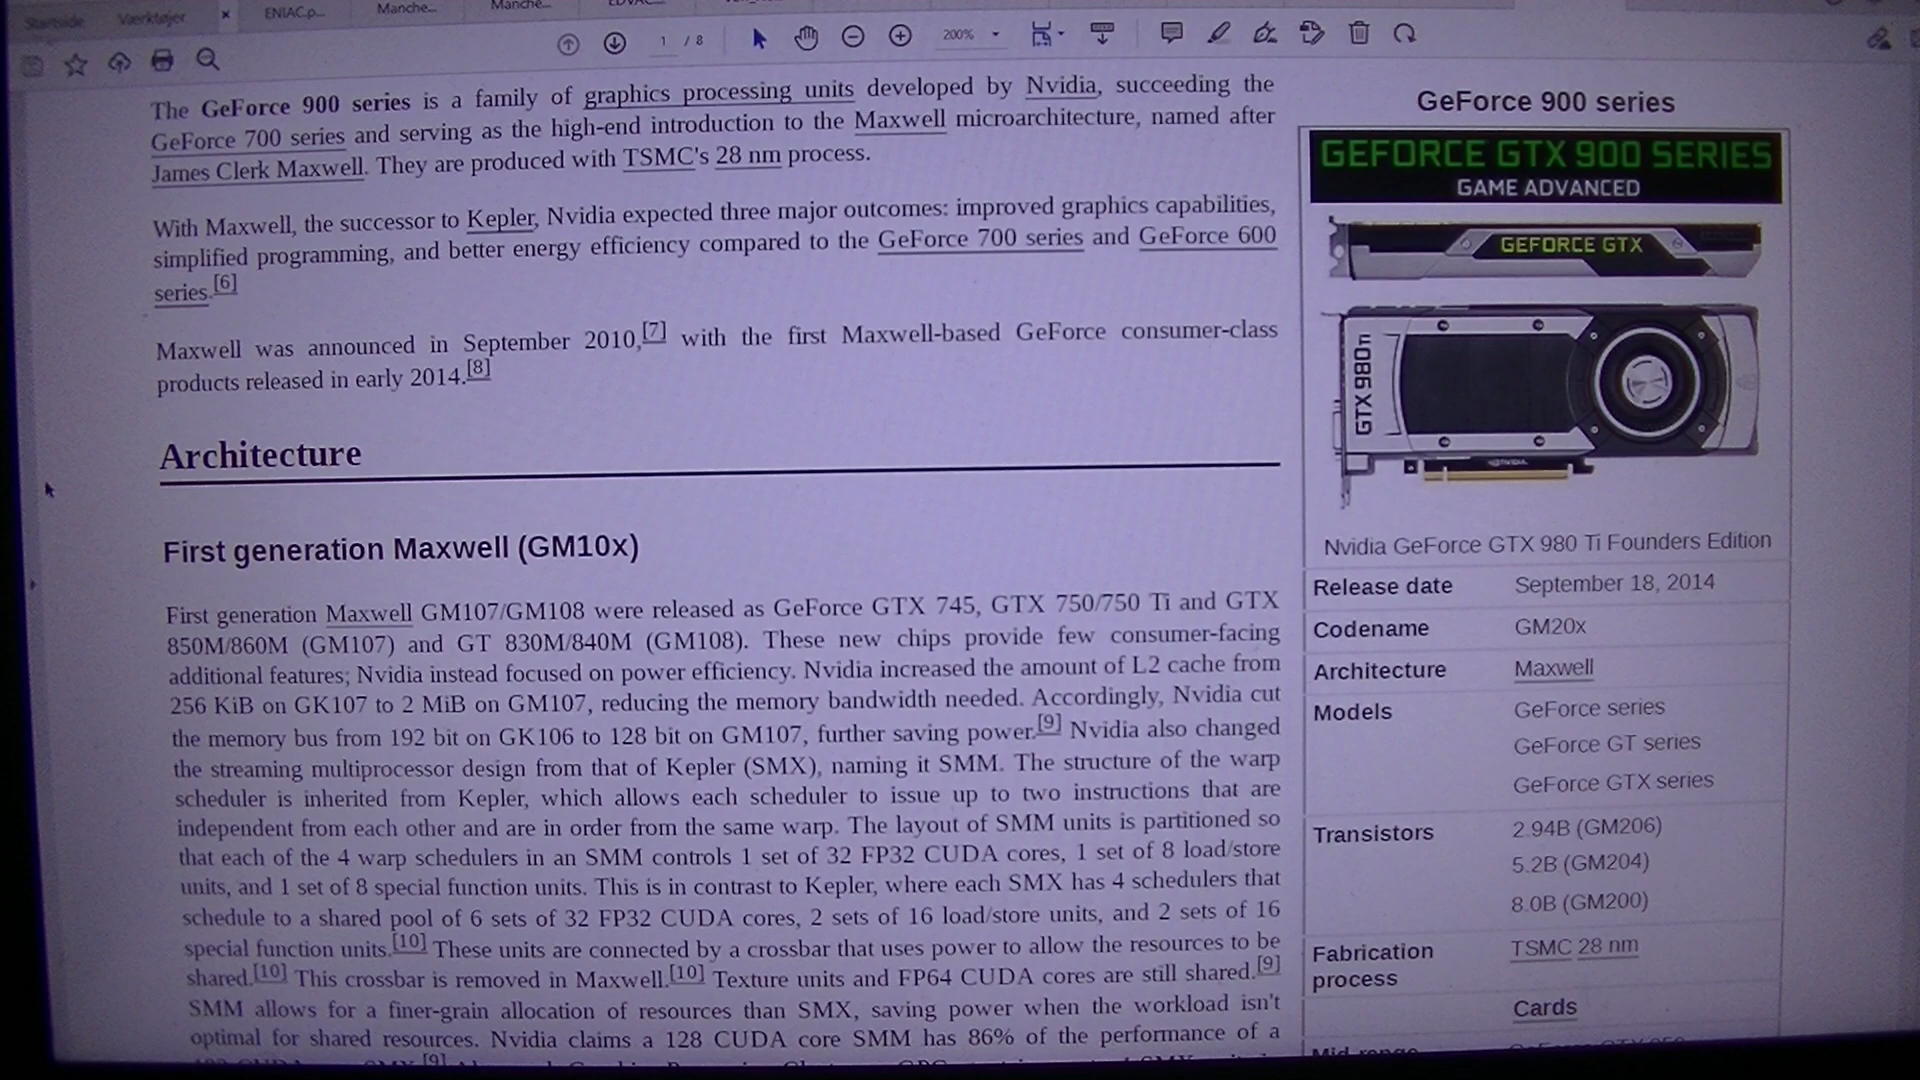 Startside
Værktøjer
ENIAC.p...
Manche...
Manche...
1 / 8
200%
The GeForce 900 series is a family of graphics processing units developed by Nvidia, succeeding the
GeForce 700 series and serving as the high-end introduction to the Maxwell microarchitecture, named after
James Clerk Maxwell. They are produced with TSMC's 28 nm process.
With Maxwell, the successor to Kepler, Nvidia expected three major outcomes: improved graphics capabilities,
simplified programming, and better energy efficiency compared to the GeForce 700 series and GeForce 600
series.[6]
Maxwell was announced in September 2010,[7] with the first Maxwell-based GeForce consumer-class
products released in early 2014.[8]
Architecture
First generation Maxwell (GM10x)
First generation Maxwell GM107/GM108 were released as GeForce GTX 745, GTX 750/750 Ti and GTX
850M/860M (GM107) and GT 830M/840M (GM108). These new chips provide few consumer-facing
additional features; Nvidia instead focused on power efficiency. Nvidia increased the amount of L2 cache from
256 KiB on GK107 to 2 MiB on GM107, reducing the memory bandwidth needed. Accordingly, Nvidia cut
the memory bus from 192 bit on GK106 to 128 bit on GM107, further saving power.[9] Nvidia also changed
the streaming multiprocessor design from that of Kepler (SMX), naming it SMM. The structure of the warp
scheduler is inherited from Kepler, which allows each scheduler to issue up to two instructions that are
independent from each other and are in order from the same warp. The layout of SMM units is partitioned so
that each of the 4 warp schedulers in an SMM controls 1 set of 32 FP32 CUDA cores, 1 set of 8 load/store
units, and 1 set of 8 special function units. This is in contrast to Kepler, where each SMX has 4 schedulers that
schedule to a shared pool of 6 sets of 32 FP32 CUDA cores, 2 sets of 16 load/store units, and 2 sets of 16
special function units.[10] These units are connected by a crossbar that uses power to allow the resources to be
shared.[10] This crossbar is removed in Maxwell.[10] Texture units and FP64 CUDA cores are still shared.[9]
SMM allows for a finer-grain allocation of resources than SMX, saving power when the workload isn't
optimal for shared resources. Nvidia claims a 128 CUDA core SMM has 86% of the performance of a
GeForce 900 series
GEFORCE GTX 900 SERIES
GAME ADVANCED
GEFORCE GTX
GTX 980Ti
NVIDIA
Nvidia GeForce GTX 980 Ti Founders Edition
Release date September 18, 2014
Codename GM20x
Architecture Maxwell
Models GeForce series
GeForce GT series
GeForce GTX series
Transistors 2.94B (GM206)
5.2B (GM204)
8.0B (GM200)
Fabrication TSMC 28 nm
process
Cards
Mid-range